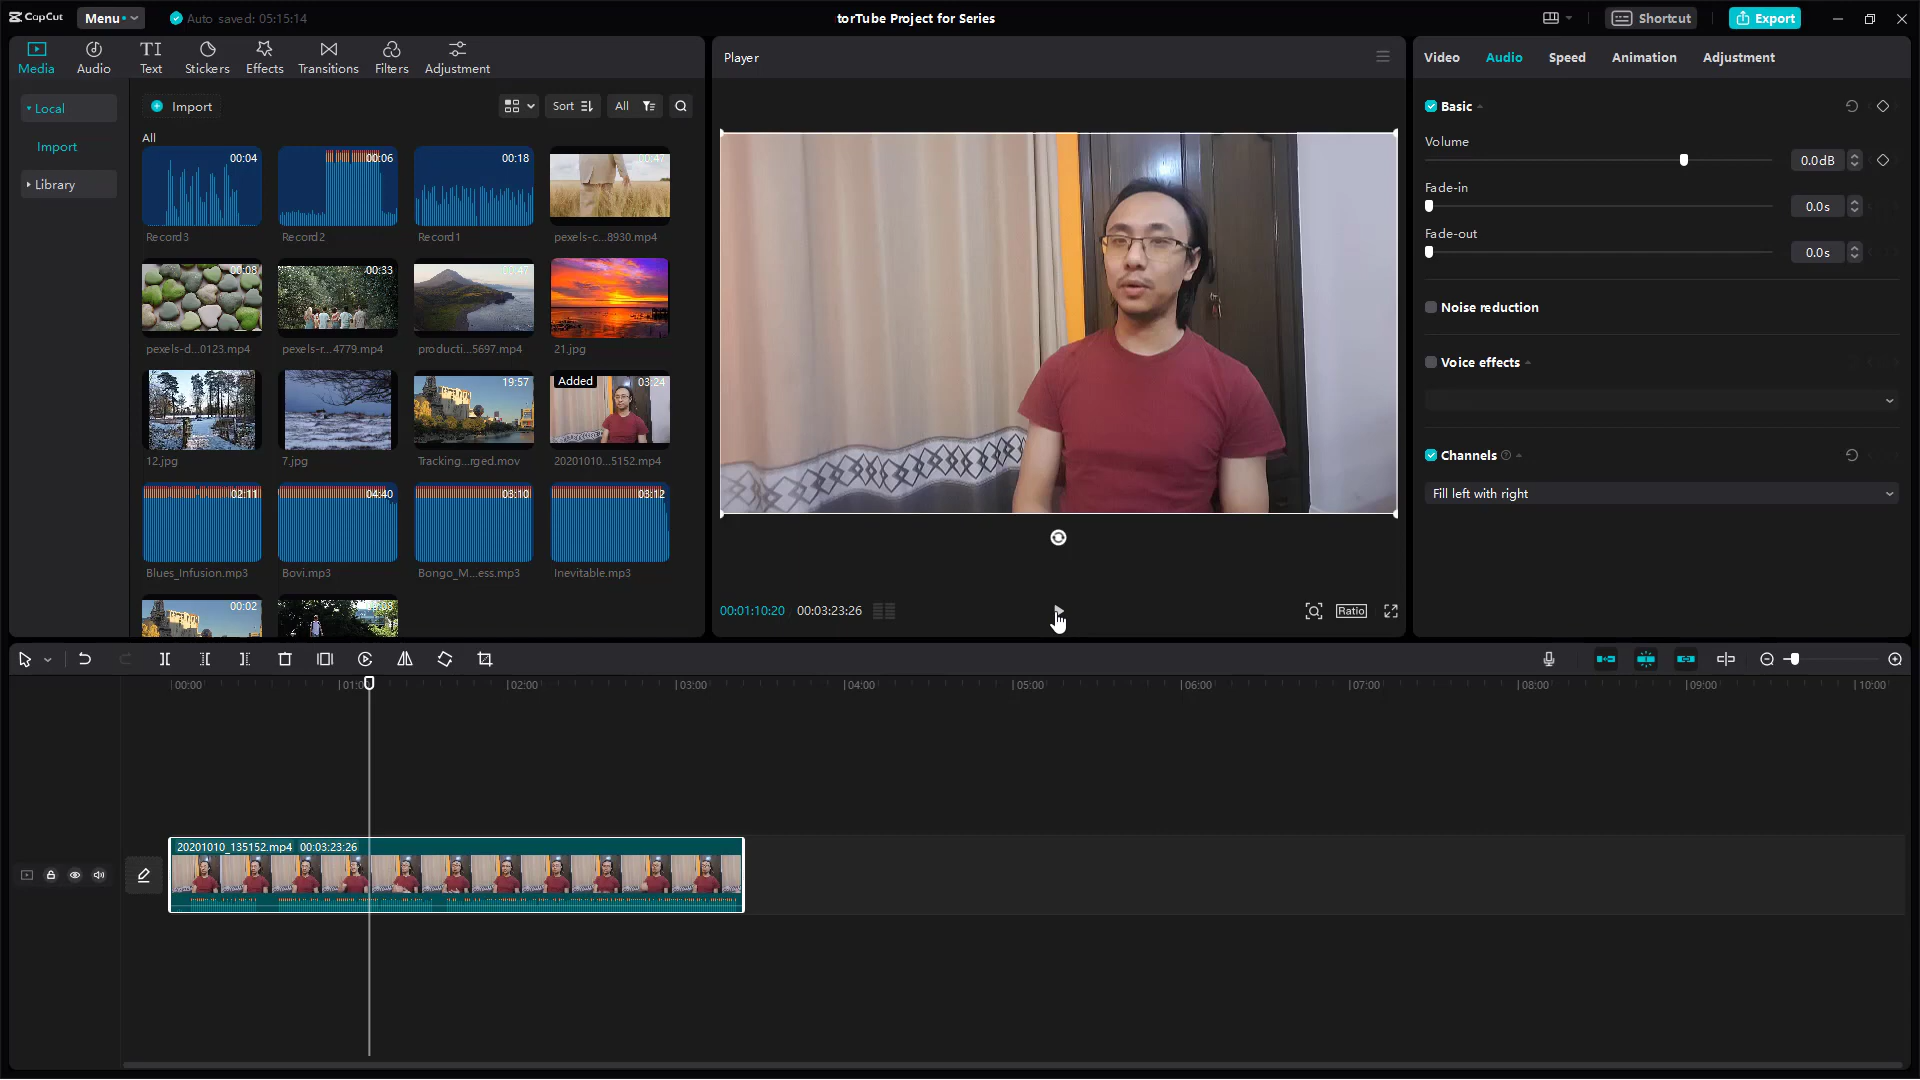 CapCut
Menu
Auto saved: 05:15:14
torTube Project for Series
Shortcut
Export
Media
Audio
Text
Stickers
Effects
Transitions
Filters
Adjustment
Local
Import
Library
Import
Sort
All
All
00:04
00:06
00:18
00:47
Record3
Record2
Record1
pexels-c...8930.mp4
00:08
00:33
00:47
pexels-d...0123.mp4
pexels-r...4779.mp4
producti...5697.mp4
21.jpg
19:57
Added
03:24
12.jpg
7.jpg
Tracking...rged.mov
20201010...5152.mp4
02:11
04:40
03:10
03:12
Blues_Infusion.mp3
Bovi.mp3
Bongo_M...ess.mp3
Inevitable.mp3
00:02
00:08
Player
00:01:10:20
00:03:23:26
Ratio
Video
Audio
Speed
Animation
Adjustment
Basic
Volume
0.0dB
Fade-in
0.0s
Fade-out
0.0s
Noise reduction
Voice effects
Channels
Fill left with right
00:00
01:00
02:00
03:00
04:00
05:00
06:00
07:00
08:00
09:00
10:00
20201010_135152.mp4 00:03:23:26